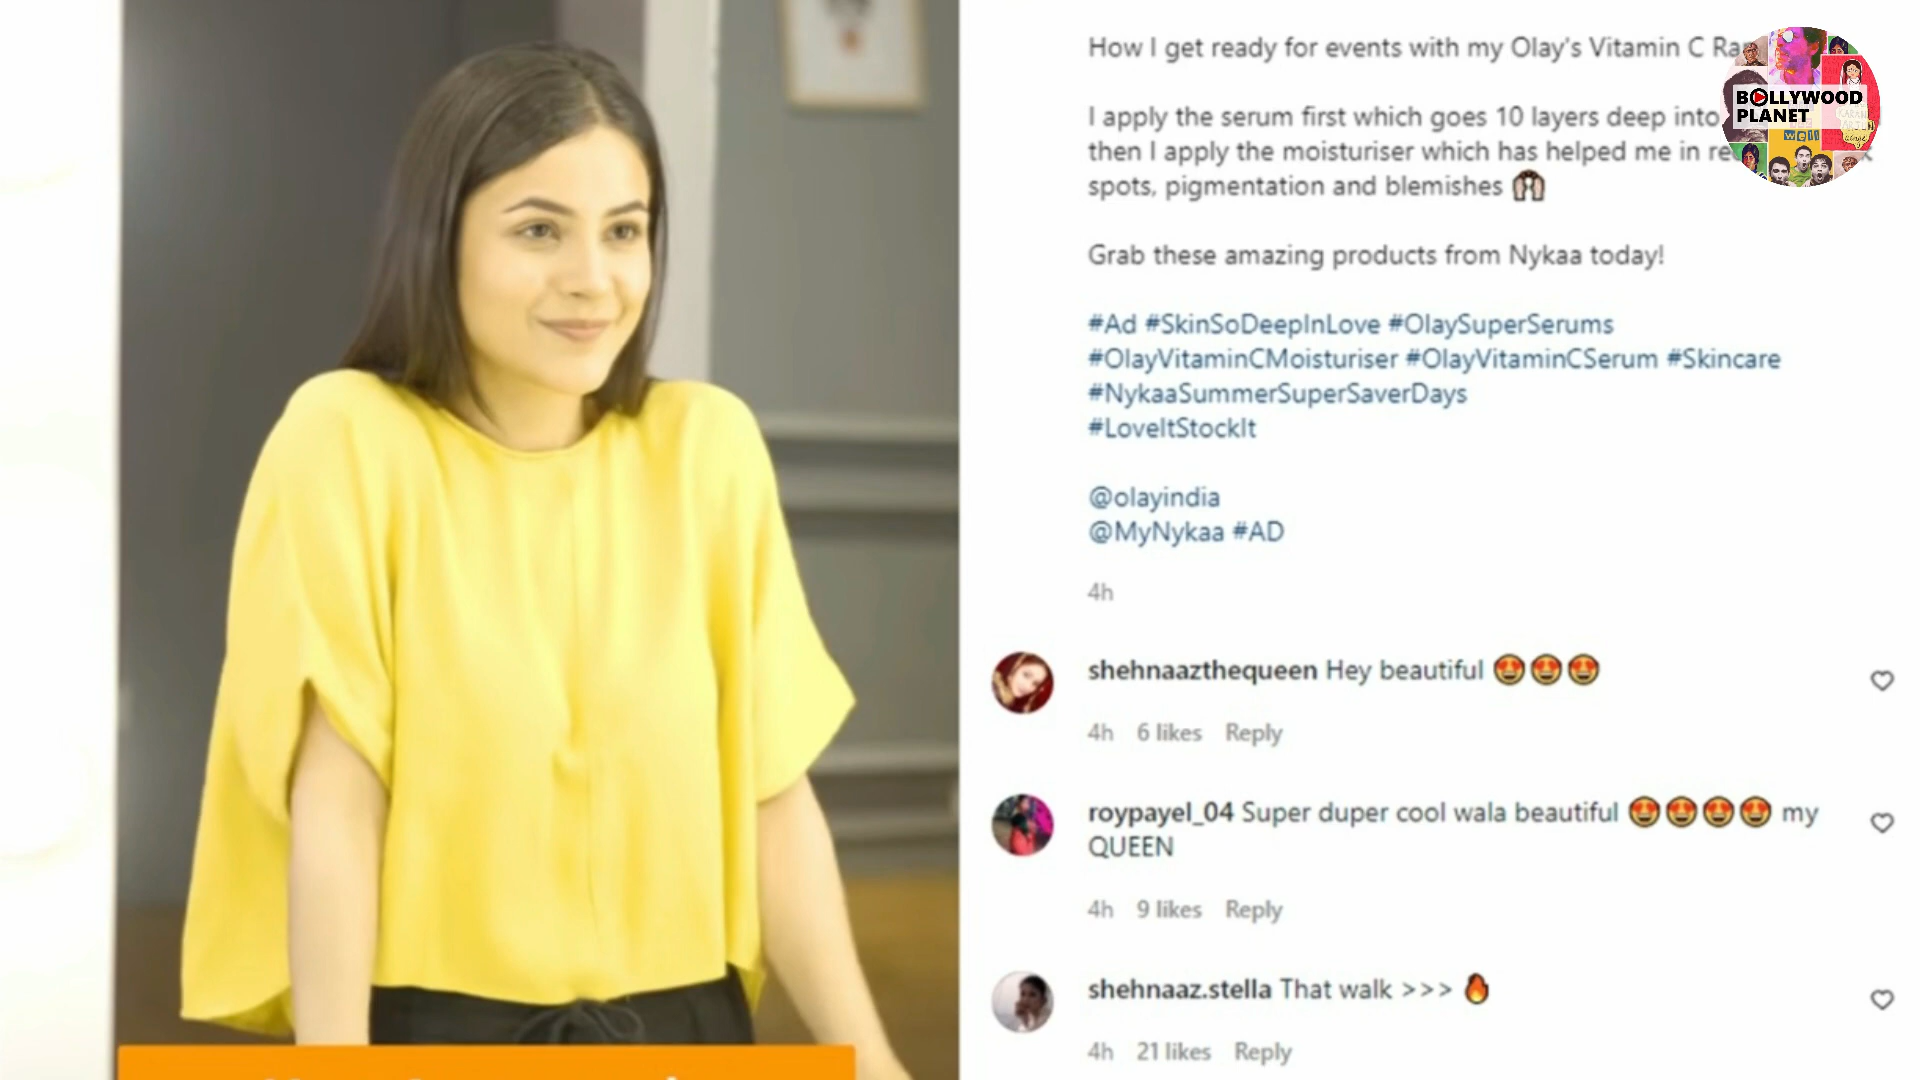 How I get ready for events with my Olay's Vitamin C
I apply the serum first which goes 10 layers deep into
then I apply the moisturiser which has helped me in
spots, pigmentation and blemishes 🙌
Grab these amazing products from Nykaa today!
#Ad #SkinSoDeepInLove #OlaySuperSerums
#OlayVitaminCMoisturiser #OlayVitaminCSerum #Skincare
#NykaaSummerSuperSaverDays
#LoveItStockIt
@olayindia
@MyNykaa #AD
4h
shehnaazthequeen Hey beautiful 😍😍😍
4h 6 likes Reply
roypayel_04 Super duper cool wala beautiful 😍😍😍😍 my
QUEEN
4h 9 likes Reply
shehnaaz.stella That walk >>> 🔥
4h 21 likes Reply
BOLLYWOOD
PLANET
well